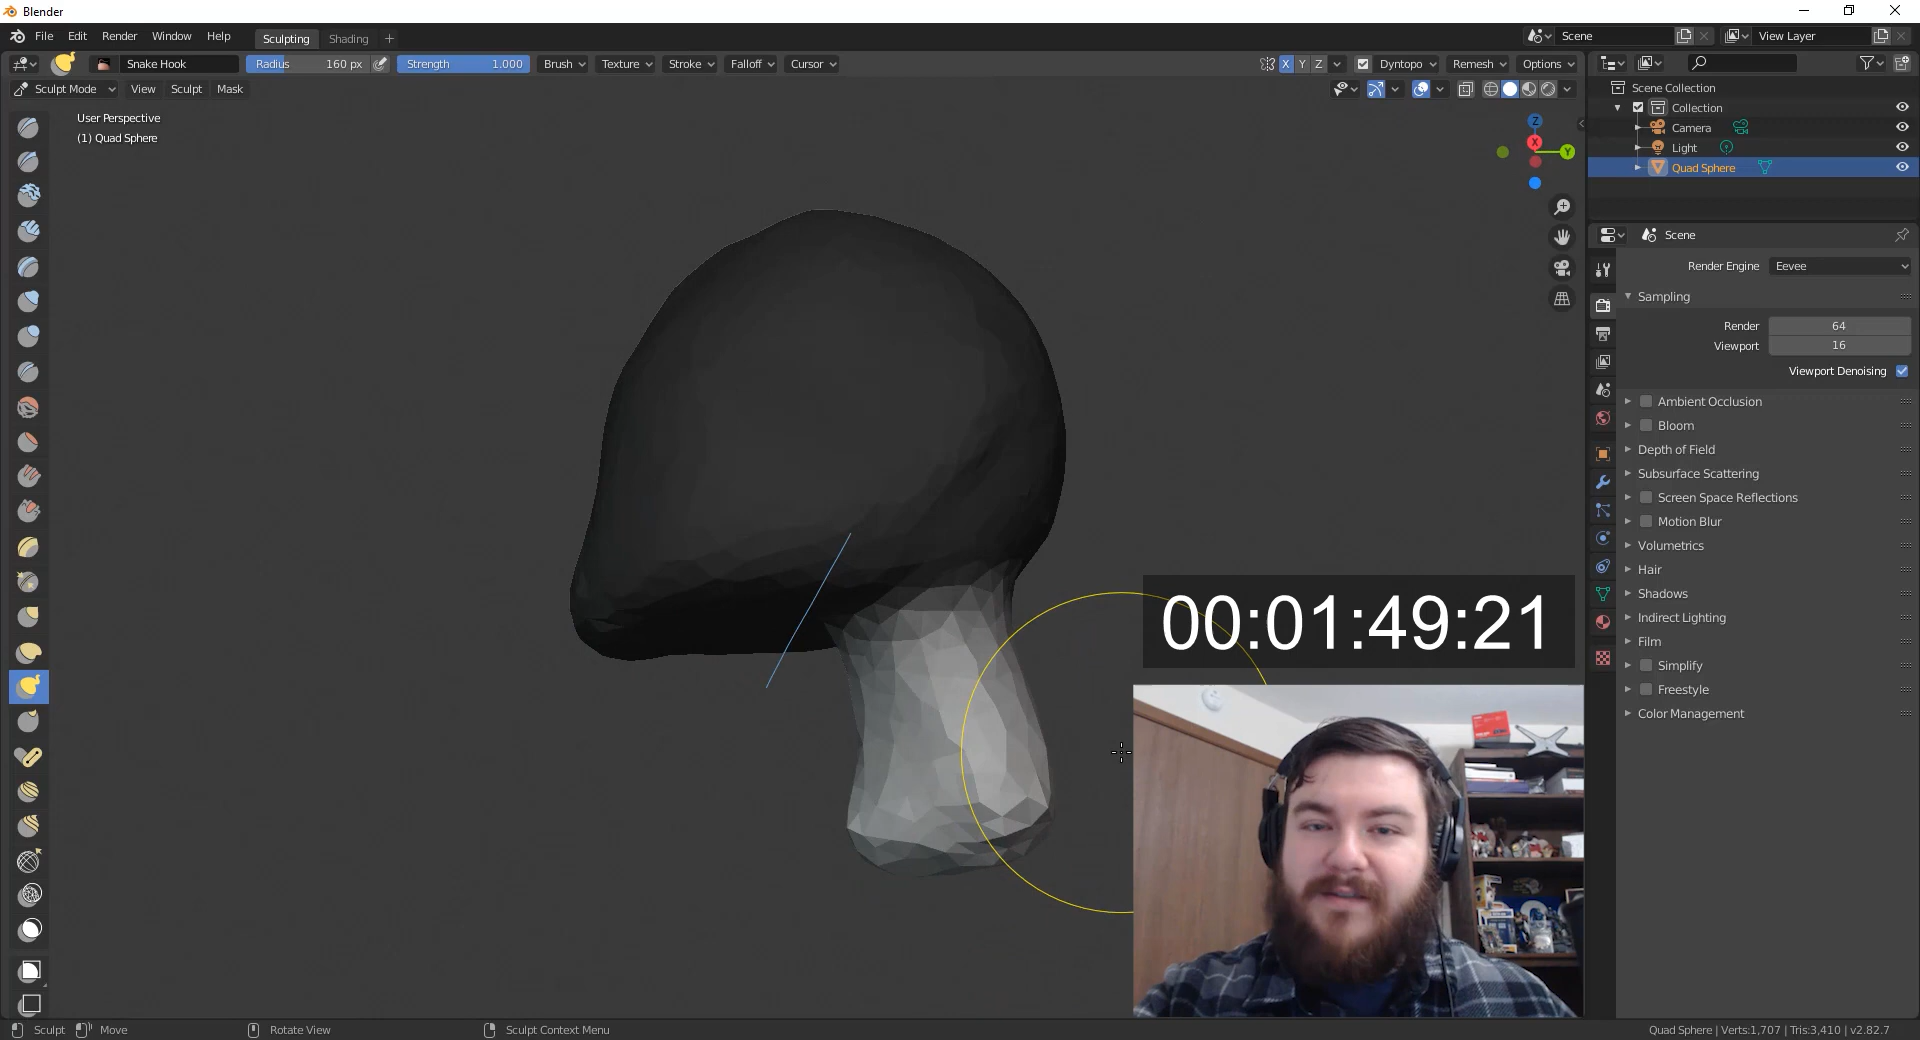 Blender
File Edit Render Window Help Sculpting Shading + Scene View Layer
Snake Hook Radius 160 px Strength 1.000 Brush Texture Stroke Falloff Cursor X Y Z Dyntopo Remesh Options
Sculpt Mode View Sculpt Mask
User Perspective
(1) Quad Sphere
Z
X
Y
00:01:49:21
Scene Collection
Collection
Camera
Light
Quad Sphere
Scene
Render Engine Eevee
Sampling
Render 64
Viewport 16
Viewport Denoising
Ambient Occlusion
Bloom
Depth of Field
Subsurface Scattering
Screen Space Reflections
Motion Blur
Volumetrics
Hair
Shadows
Indirect Lighting
Film
Simplify
Freestyle
Color Management
Sculpt Move Rotate View Sculpt Context Menu Quad Sphere | Verts:1,707 | Tris:3,410 | v2.82.7